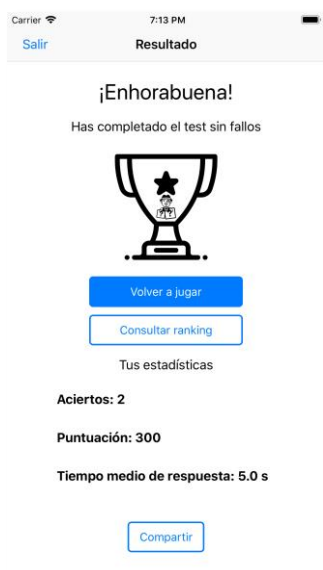 Carrier 7:13 PM
Salir Resultado
¡Enhorabuena!
Has completado el test sin fallos
Volver a jugar
Consultar ranking
Tus estadísticas
Aciertos: 2
Puntuación: 300
Tiempo medio de respuesta: 5.0 s
Compartir